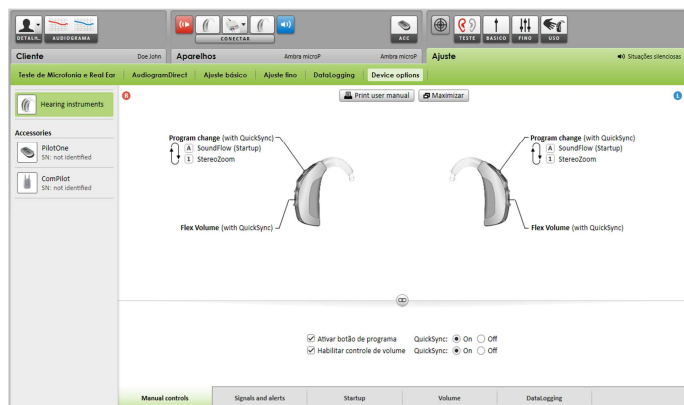 DETALH... AUDIOGRAMA
CONECTAR
ACC
TESTE BASICO FINO USO
Cliente Doe John Aparelhos Ambra microP Ambra microP Ajuste Situações silenciosas
Teste de Microfonia e Real Ear AudiogramDirect Ajuste básico Ajuste fino DataLogging Device options
Hearing instruments
R Print user manual Maximizar L
Accessories
PilotOne
SN: not identified
ComPilot
SN: not identified
Program change (with QuickSync)
A SoundFlow (Startup)
1 StereoZoom
Flex Volume (with QuickSync)
Program change (with QuickSync)
A SoundFlow (Startup)
1 StereoZoom
Flex Volume (with QuickSync)
Ativar botão de programa QuickSync: On Off
Habilitar controle de volume QuickSync: On Off
Manual controls Signals and alerts Startup Volume DataLogging